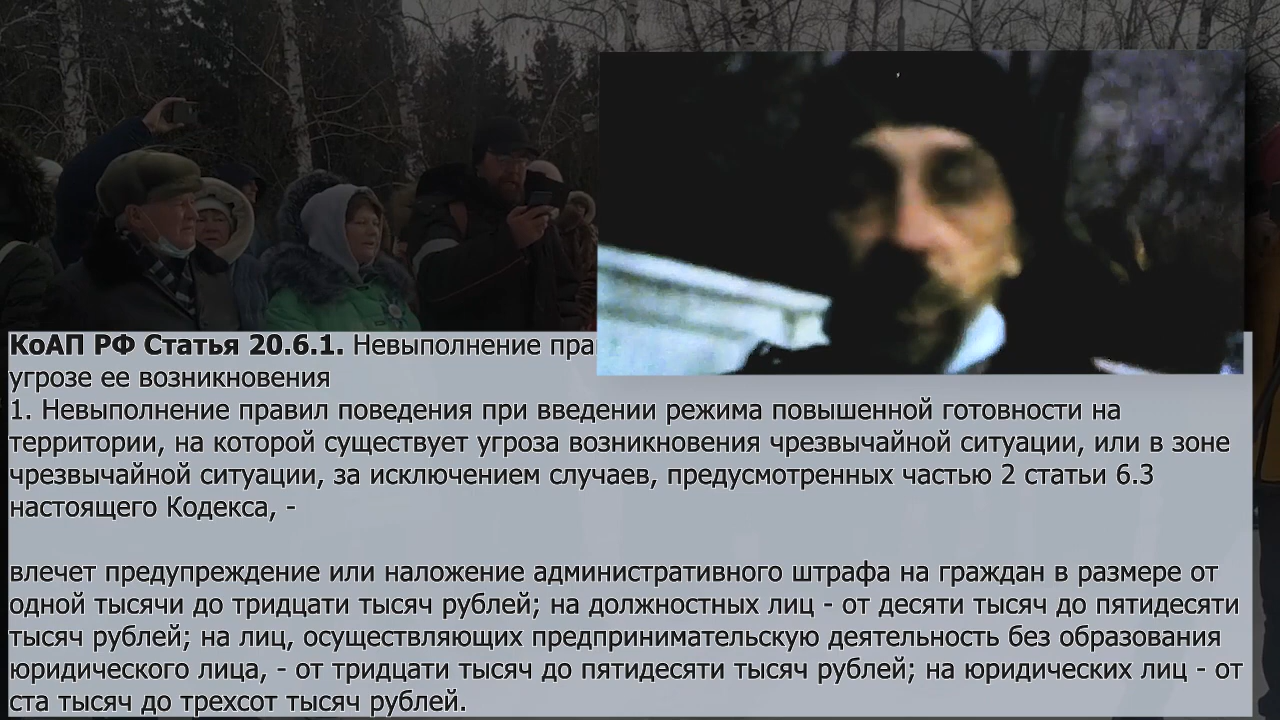 КоАП РФ Статья 20.6.1. Невыполнение пра
угрозе ее возникновения
1. Невыполнение правил поведения при введении режима повышенной готовности на
территории, на которой существует угроза возникновения чрезвычайной ситуации, или в зоне
чрезвычайной ситуации, за исключением случаев, предусмотренных частью 2 статьи 6.3
настоящего Кодекса, -
влечет предупреждение или наложение административного штрафа на граждан в размере от
одной тысячи до тридцати тысяч рублей; на должностных лиц - от десяти тысяч до пятидесяти
тысяч рублей; на лиц, осуществляющих предпринимательскую деятельность без образования
юридического лица, - от тридцати тысяч до пятидесяти тысяч рублей; на юридических лиц - от
ста тысяч до трехсот тысяч рублей.